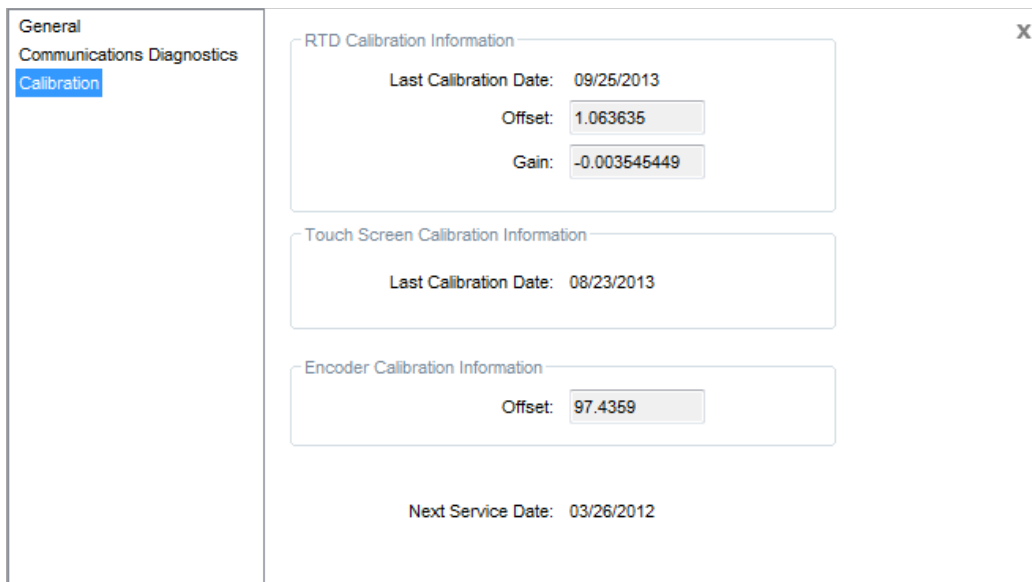 General
Communications Diagnostics
Calibration
X
RTD Calibration Information
Last Calibration Date: 09/25/2013
Offset: 1.063635
Gain: -0.003545449
Touch Screen Calibration Information
Last Calibration Date: 08/23/2013
Encoder Calibration Information
Offset: 97.4359
Next Service Date: 03/26/2012